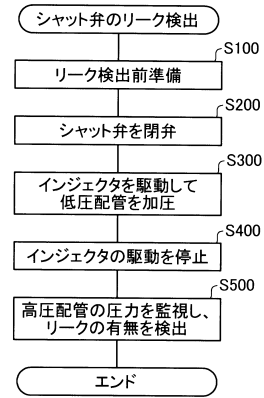 シャット弁のリーク検出
S100
リーク検出前準備
S200
シャット弁を閉弁
S300
インジェクタを駆動して
低圧配管を加圧
S400
インジェクタの駆動を停止
S500
高圧配管の圧力を監視し、
リークの有無を検出
エンド